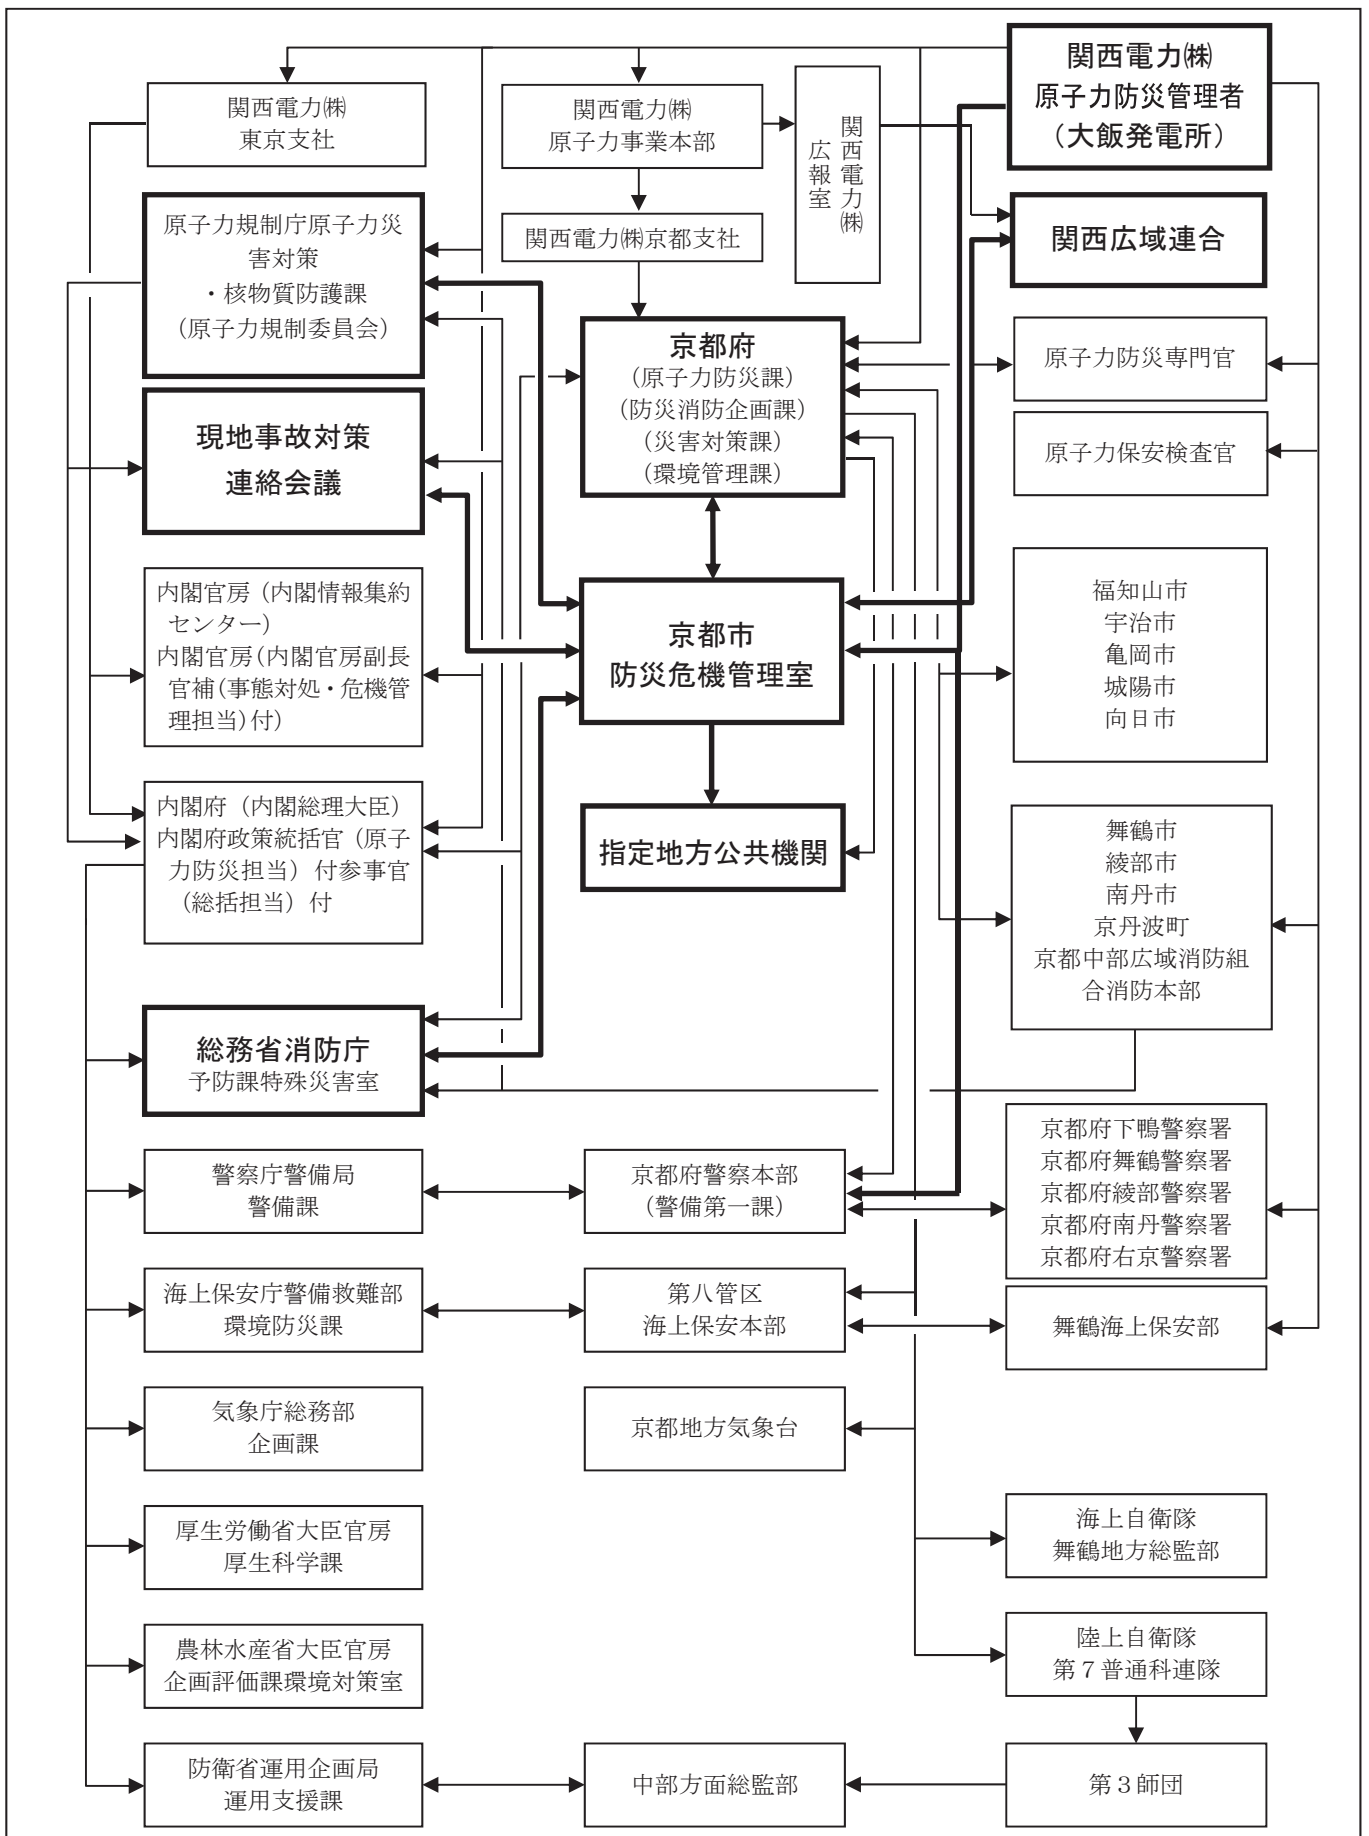 関西電力㈱
原子力防災管理者
（大飯発電所）
関西電力㈱
東京支社
関西電力㈱
原子力事業本部
関西電力㈱
広報室
関西電力㈱京都支社
関西広域連合
原子力規制庁原子力災
害対策
・核物質防護課
（原子力規制委員会）
京都府
（原子力防災課）
（防災消防企画課）
（災害対策課）
（環境管理課）
原子力防災専門官
原子力保安検査官
現地事故対策
連絡会議
内閣官房（内閣情報集約
センター）
内閣官房（内閣官房副長
官補（事態対処・危機管
理担当）付）
京都市
防災危機管理室
福知山市
宇治市
亀岡市
城陽市
向日市
内閣府（内閣総理大臣）
内閣府政策統括官（原子
力防災担当）付参事官
（総括担当）付
指定地方公共機関
舞鶴市
綾部市
南丹市
京丹波町
京都中部広域消防組
合消防本部
総務省消防庁
予防課特殊災害室
警察庁警備局
警備課
京都府警察本部
（警備第一課）
京都府下鴨警察署
京都府舞鶴警察署
京都府綾部警察署
京都府南丹警察署
京都府右京警察署
海上保安庁警備救難部
環境防災課
第八管区
海上保安本部
舞鶴海上保安部
気象庁総務部
企画課
京都地方気象台
厚生労働省大臣官房
厚生科学課
海上自衛隊
舞鶴地方総監部
農林水産省大臣官房
企画評価課環境対策室
陸上自衛隊
第７普通科連隊
防衛省運用企画局
運用支援課
中部方面総監部
第３師団